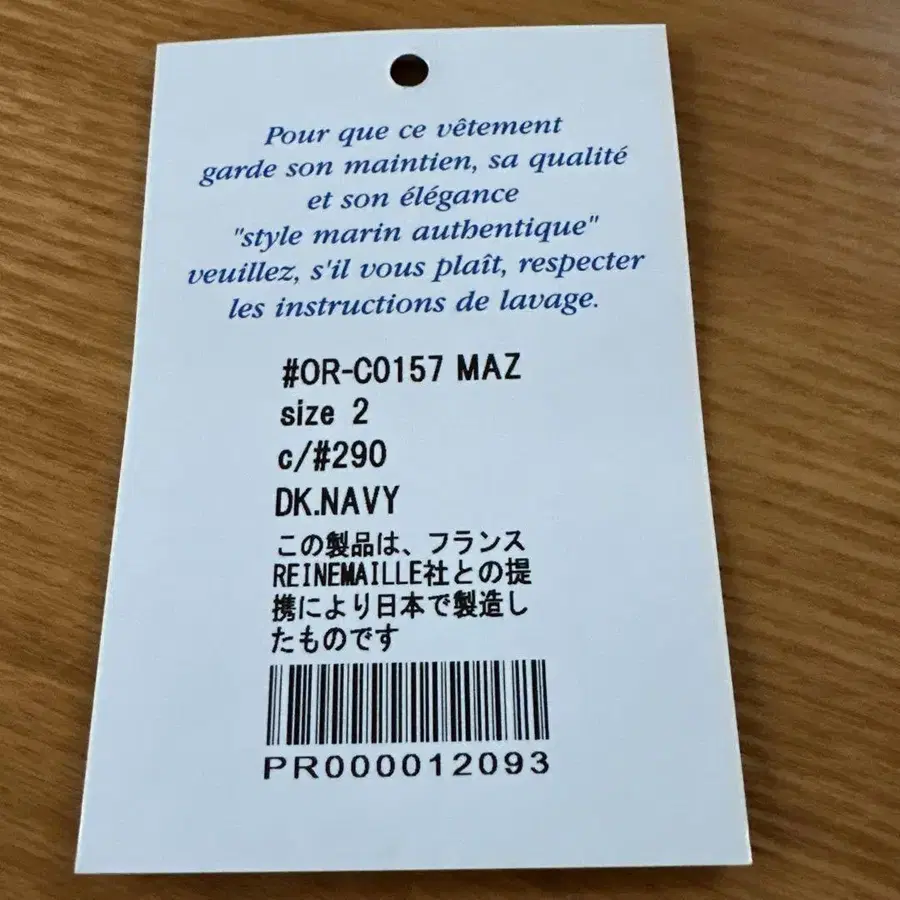 Pour que ce vêtement
garde son maintien, sa qualité
et son élégance
"style marin authentique"
veuillez, s'il vous plaît, respecter
les instructions de lavage.
#OR-C0157 MAZ
size 2
c/#290
DK.NAVY
この製品は、フランス
REINEMAILLE社との提
携により日本で製造し
たものです
PR000012093